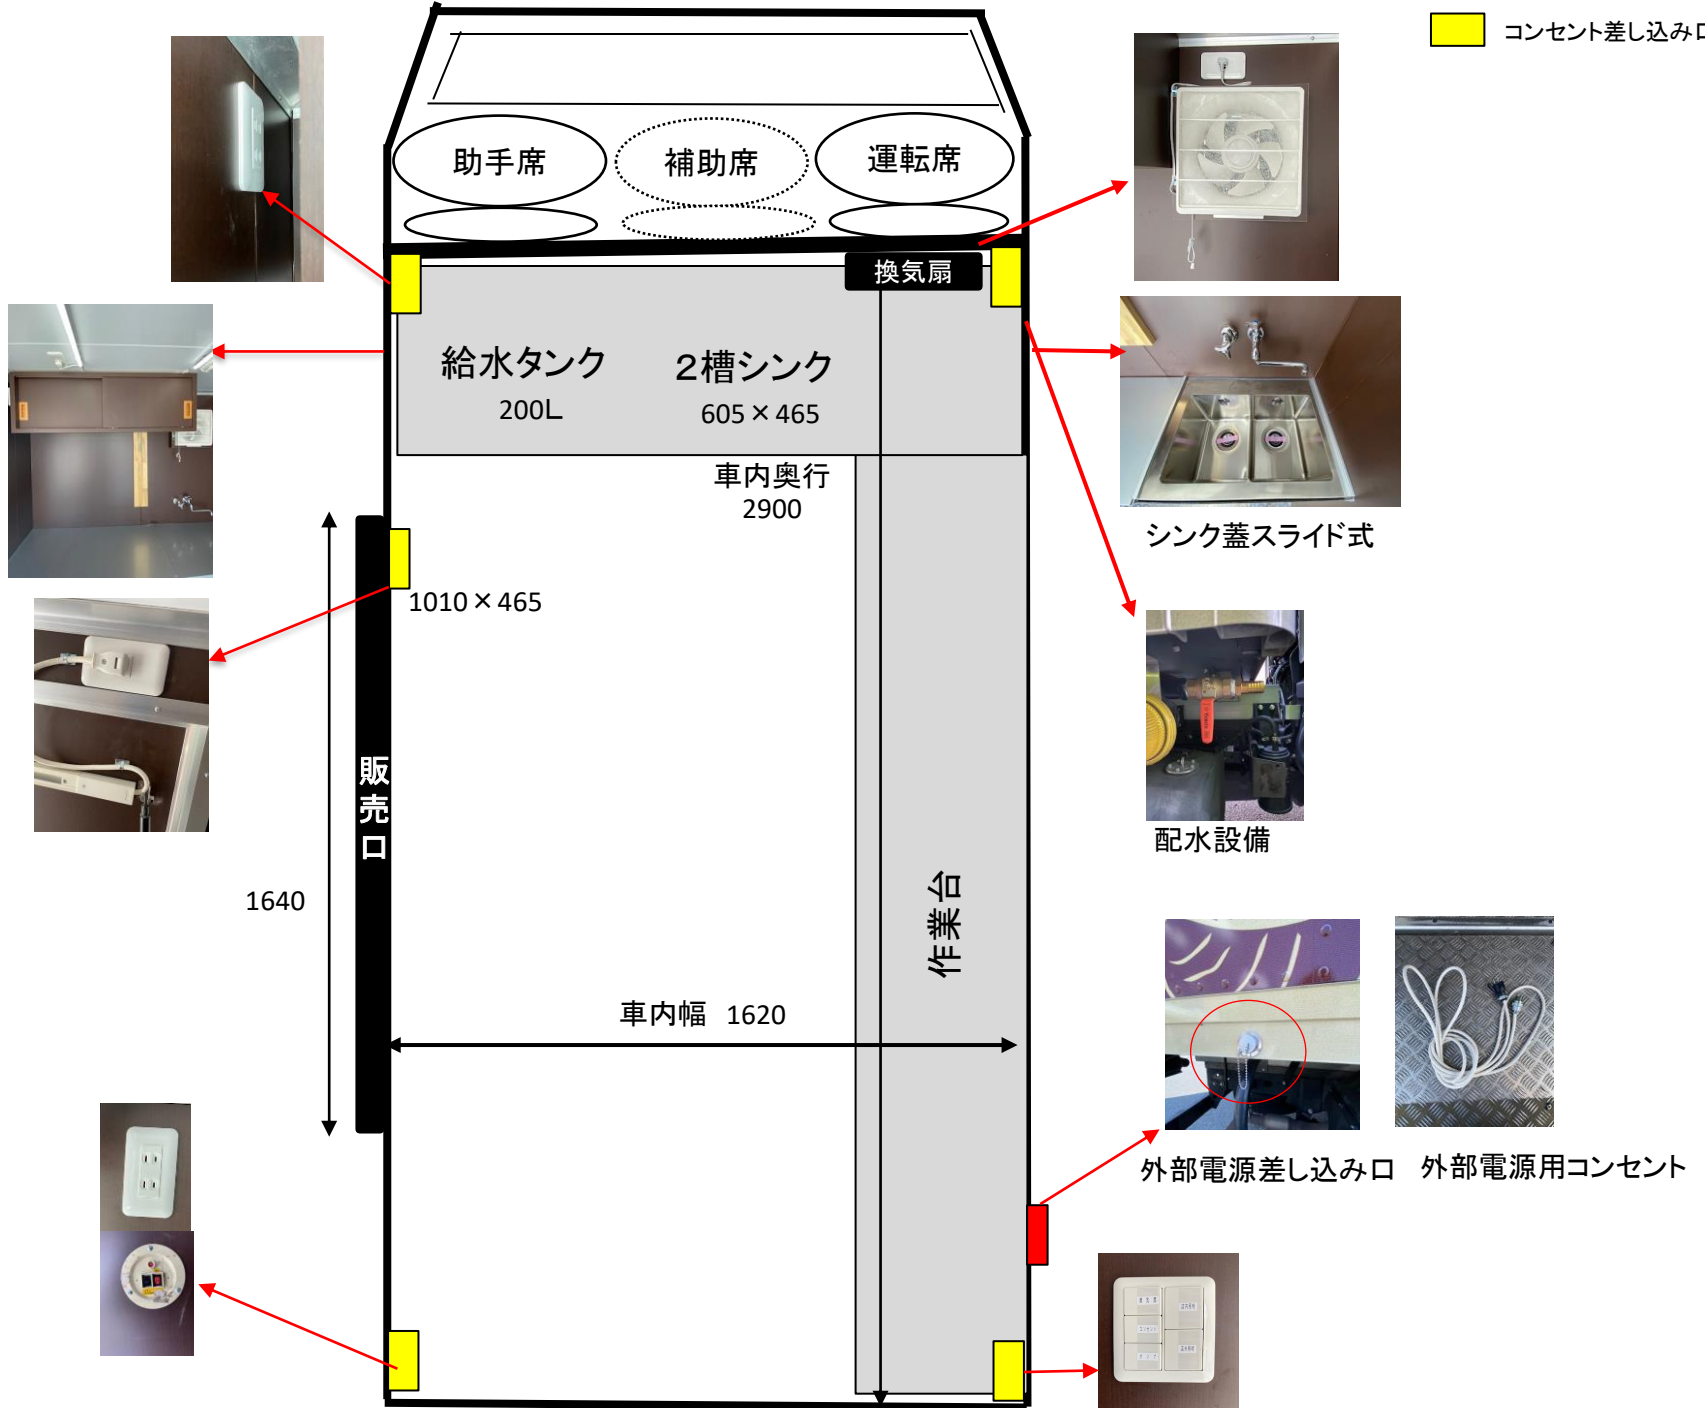 コンセント差し込み口
助手席
補助席
運転席
換気扇
給水タンク
200L
2槽シンク
605×465
車内奥行
2900
シンク蓋スライド式
1010×465
配水設備
販売口
1640
作業台
車内幅 1620
外部電源差し込み口
外部電源用コンセント